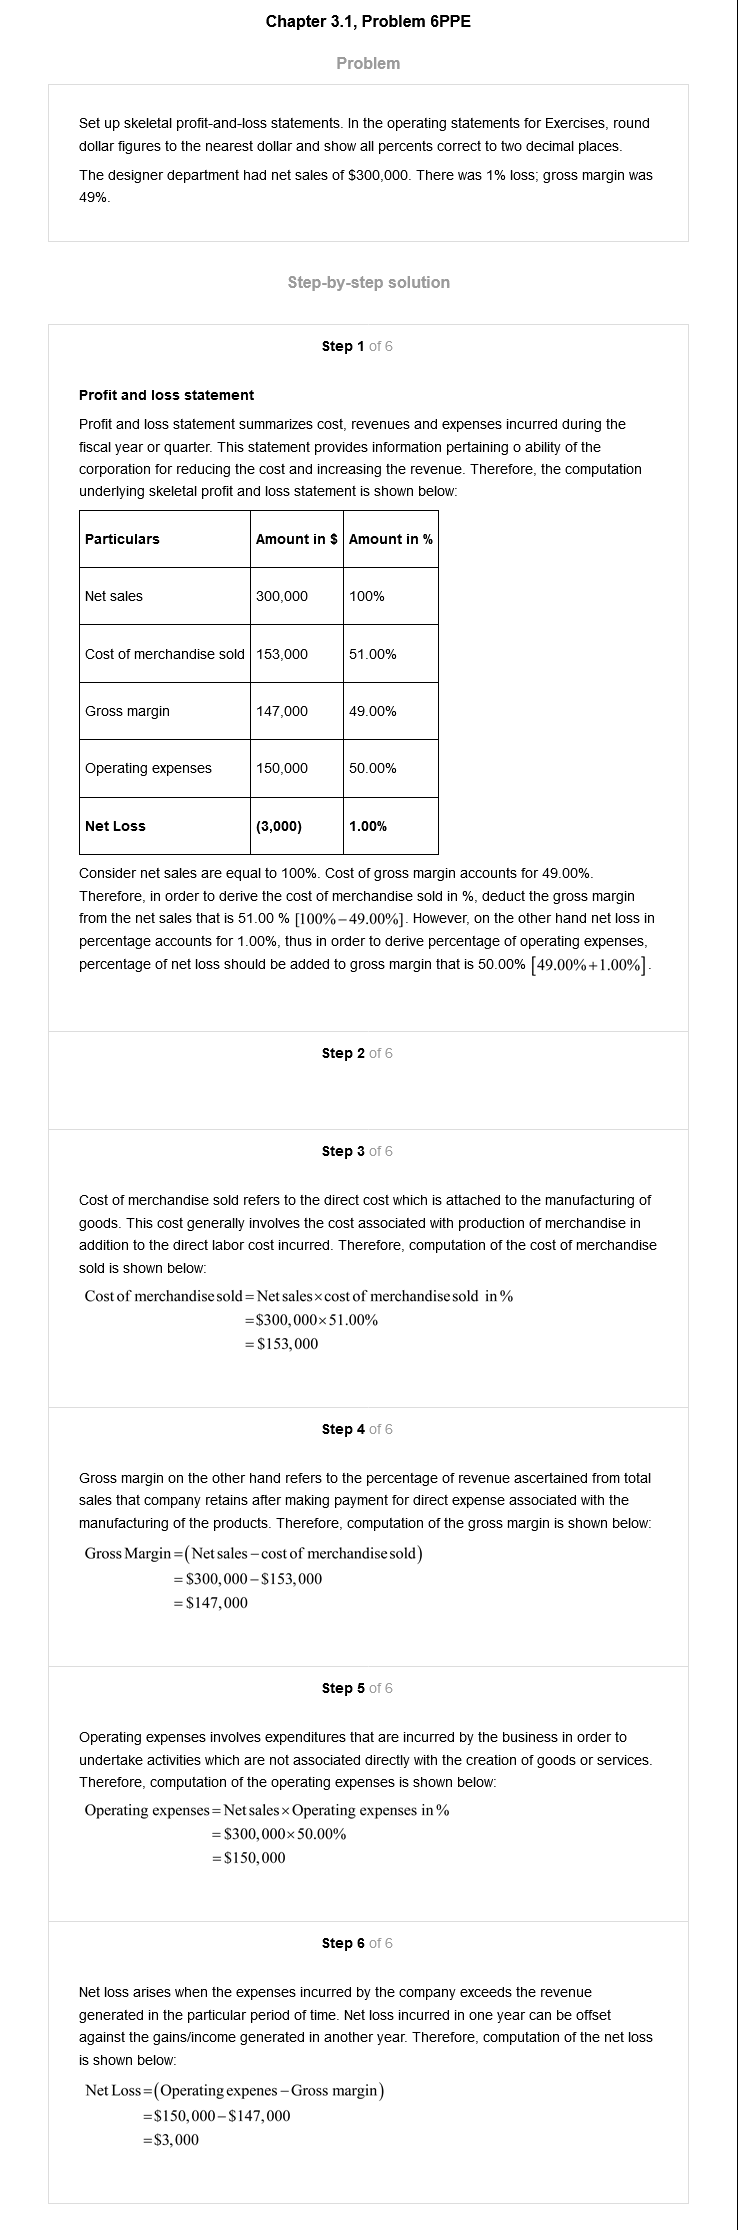 Chapter 3.1, Problem 6PPE
Problem
Set up skeletal profit-and-loss statements. In the operating statements for Exercises, round
dollar figures to the nearest dollar and show all percents correct to two decimal places.
The designer department had net sales of $300,000. There was 1% loss; gross margin was
49%.
Step-by-step solution
Step 1 of 6
Profit and loss statement
Profit and loss statement summarizes cost, revenues and expenses incurred during the
fiscal year or quarter. This statement provides information pertaining o ability of the
corporation for reducing the cost and increasing the revenue. Therefore, the computation
underlying skeletal profit and loss statement is shown below:
Particulars Amount in $ Amount in %
Net sales 300,000 100%
Cost of merchandise sold 153,000 51.00%
Gross margin 147,000 49.00%
Operating expenses 150,000 50.00%
Net Loss (3,000) 1.00%
Consider net sales are equal to 100%. Cost of gross margin accounts for 49.00%.
Therefore, in order to derive the cost of merchandise sold in %, deduct the gross margin
from the net sales that is 51.00 % [100%−49.00%]. However, on the other hand net loss in
percentage accounts for 1.00%, thus in order to derive percentage of operating expenses,
percentage of net loss should be added to gross margin that is 50.00% [49.00%+1.00%].
Step 2 of 6
Step 3 of 6
Cost of merchandise sold refers to the direct cost which is attached to the manufacturing of
goods. This cost generally involves the cost associated with production of merchandise in
addition to the direct labor cost incurred. Therefore, computation of the cost of merchandise
sold is shown below:
Cost of merchandise sold = Net sales × cost of merchandise sold in %
= $300,000 × 51.00%
= $153,000
Step 4 of 6
Gross margin on the other hand refers to the percentage of revenue ascertained from total
sales that company retains after making payment for direct expense associated with the
manufacturing of the products. Therefore, computation of the gross margin is shown below:
Gross Margin = (Net sales − cost of merchandise sold)
= $300,000 − $153,000
= $147,000
Step 5 of 6
Operating expenses involves expenditures that are incurred by the business in order to
undertake activities which are not associated directly with the creation of goods or services.
Therefore, computation of the operating expenses is shown below:
Operating expenses = Net sales × Operating expenses in %
= $300,000 × 50.00%
= $150,000
Step 6 of 6
Net loss arises when the expenses incurred by the company exceeds the revenue
generated in the particular period of time. Net loss incurred in one year can be offset
against the gains/income generated in another year. Therefore, computation of the net loss
is shown below:
Net Loss = (Operating expenes − Gross margin)
= $150,000 − $147,000
= $3,000